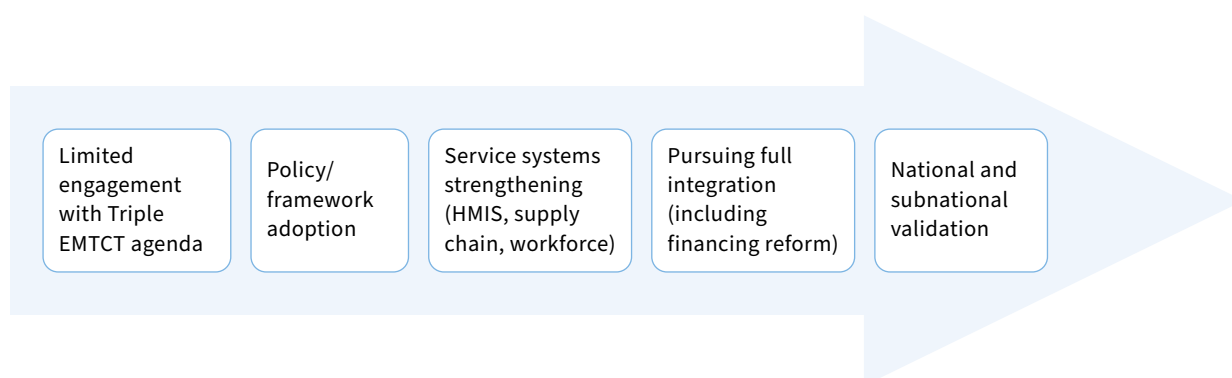 Limited
engagement
with Triple
EMTCT agenda
Policy/
framework
adoption
Service systems
strengthening
(HMIS, supply
chain, workforce)
Pursuing full
integration
(including
financing reform)
National and
subnational
validation